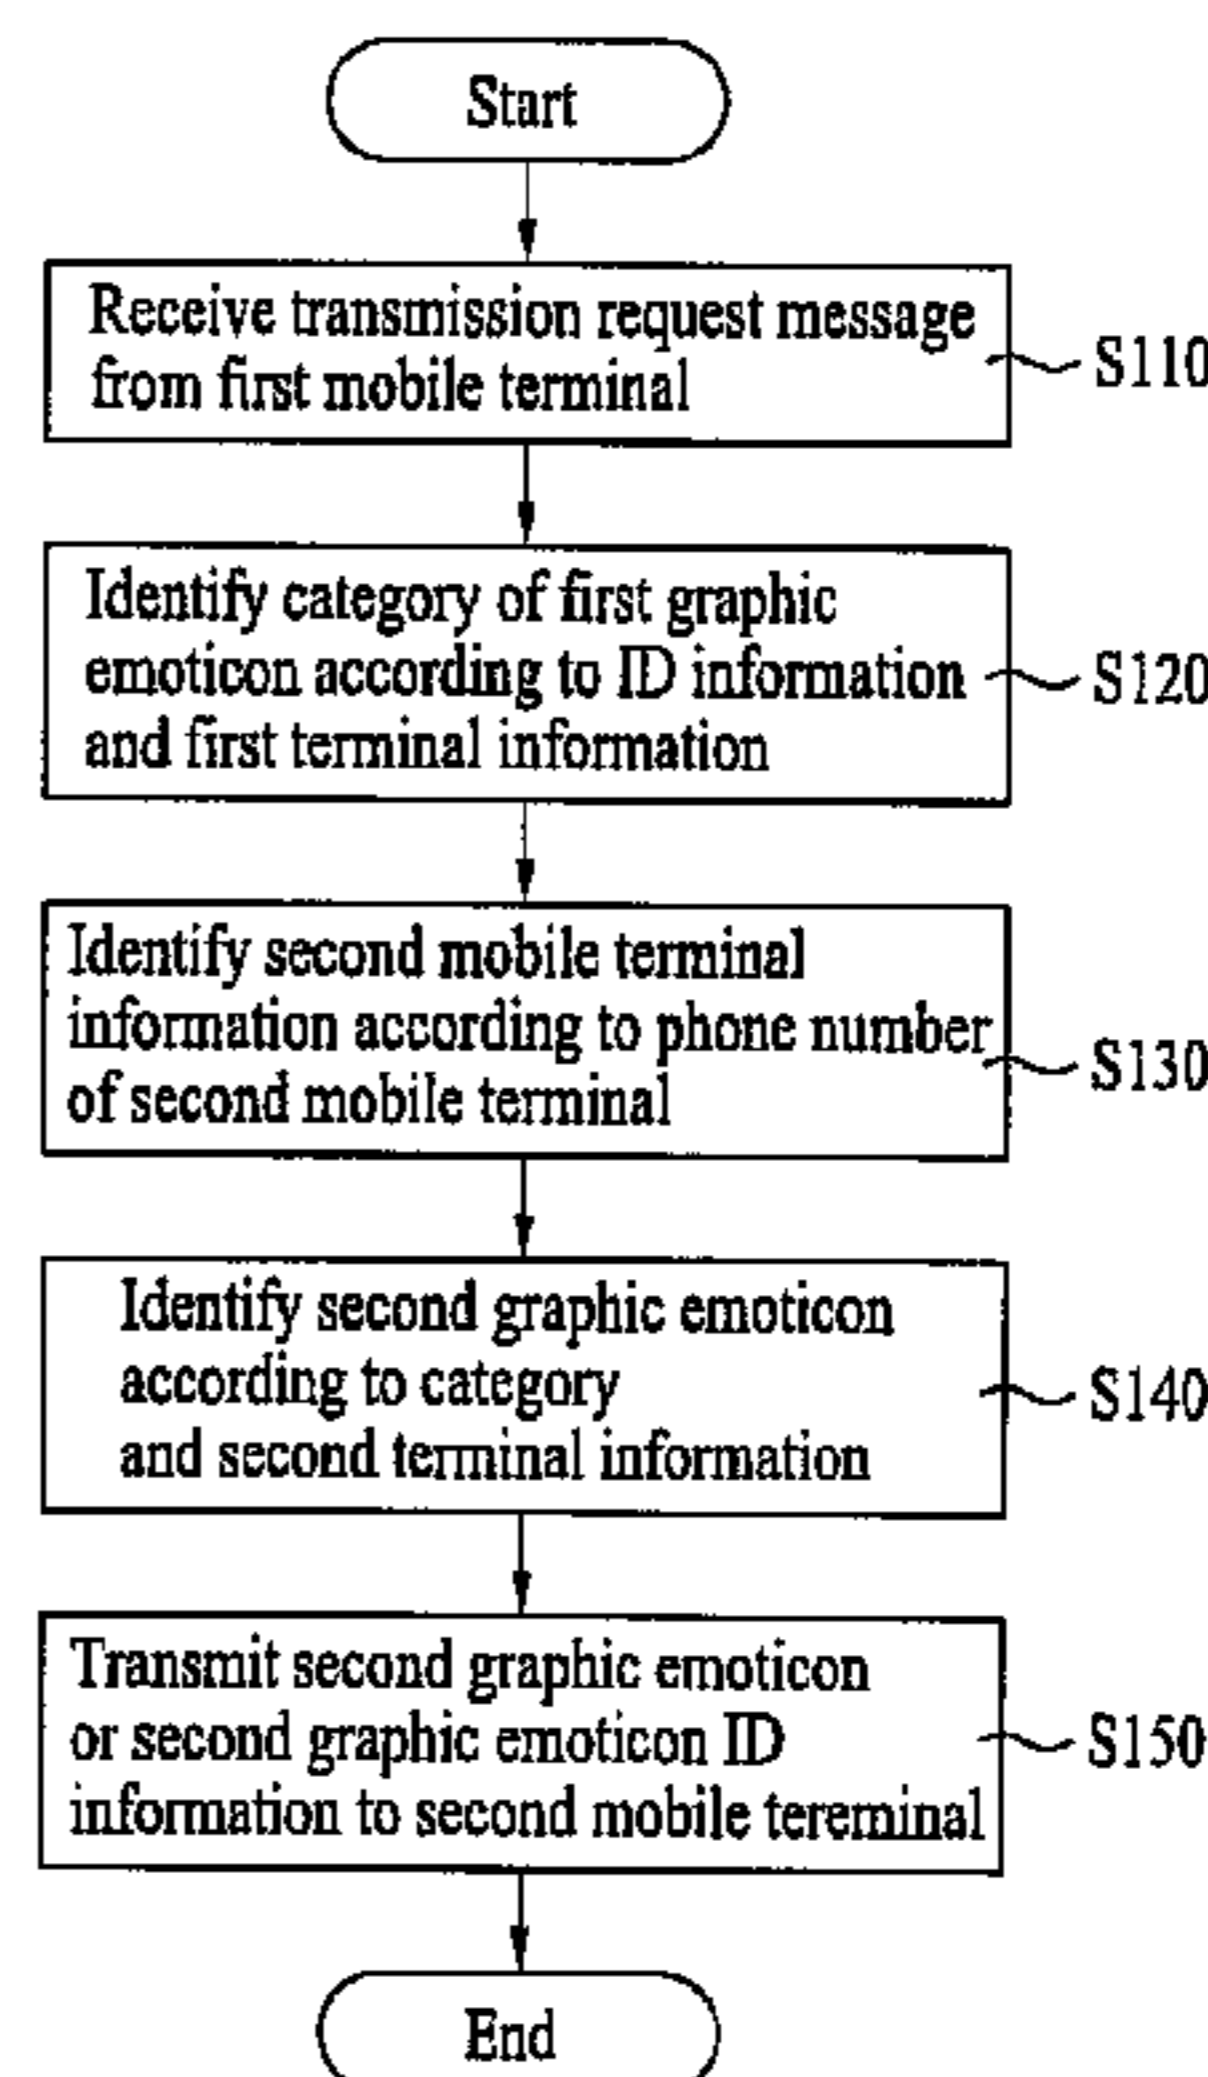 Start
Receive transmission request message
from first mobile terminal
S110
Identify category of first graphic
emoticon according to ID information
and first terminal information
S120
Identify second mobile terminal
information according to phone number
of second mobile terminal
S130
Identify second graphic emoticon
according to category
and second terminal information
S140
Transmit second graphic emoticon
or second graphic emoticon ID
information to second mobile tereminal
S150
End